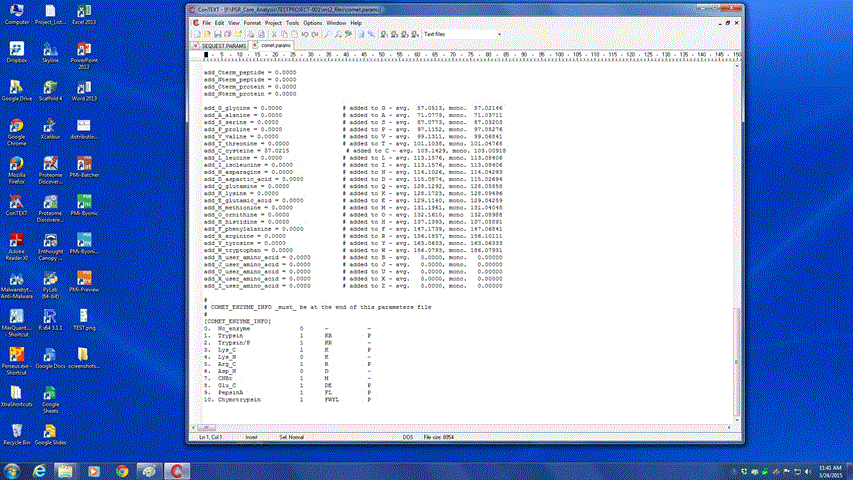 Computer
Project_List...
Excel 2013
Dropbox
Skyline
PowerPoint 2013
Google Drive
Scaffold 4
Word 2013
Google Chrome
Xcalibur
distributio...
Mozilla Firefox
Proteome Discover...
PMi-Batcher
ConTEXT
Proteome Discovere...
PMi-Byonic
Adobe Reader XI
Enthought Canopy ...
PMi-Byonic
Malwarebyt... Anti-Malware
PyLab (64-bit)
PMi-Preview
MaxQuant... - Shortcut
R x64 3.1.1
TEST.png
Perseus.exe - Shortcut
Google Docs
screenshots...
XtraShortcuts
Google Sheets
Recycle Bin
Google Slides
ConTEXT - [F:\PSR_Core_Analysis\TESTPROJECT-001\ms2_files\comet.params]
File Edit View Format Project Tools Options Window Help
Text files
SEQUEST.PARAMS comet.params
add_Cterm_peptide = 0.0000
add_Nterm_peptide = 0.0000
add_Cterm_protein = 0.0000
add_Nterm_protein = 0.0000
add_G_glycine = 0.0000 # added to G - avg. 57.0513, mono. 57.02146
add_A_alanine = 0.0000 # added to A - avg. 71.0779, mono. 71.03711
add_S_serine = 0.0000 # added to S - avg. 87.0773, mono. 87.03203
add_P_proline = 0.0000 # added to P - avg. 97.1152, mono. 97.05276
add_V_valine = 0.0000 # added to V - avg. 99.1311, mono. 99.06841
add_T_threonine = 0.0000 # added to T - avg. 101.1038, mono. 101.04768
add_C_cysteine = 57.0215 # added to C - avg. 103.1429, mono. 103.00918
add_L_leucine = 0.0000 # added to L - avg. 113.1576, mono. 113.08406
add_I_isoleucine = 0.0000 # added to I - avg. 113.1576, mono. 113.08406
add_N_asparagine = 0.0000 # added to N - avg. 114.1026, mono. 114.04293
add_D_aspartic_acid = 0.0000 # added to D - avg. 115.0874, mono. 115.02694
add_Q_glutamine = 0.0000 # added to Q - avg. 128.1292, mono. 128.05858
add_K_lysine = 0.0000 # added to K - avg. 128.1723, mono. 128.09496
add_E_glutamic_acid = 0.0000 # added to E - avg. 129.1140, mono. 129.04259
add_M_methionine = 0.0000 # added to M - avg. 131.1961, mono. 131.04048
add_O_ornithine = 0.0000 # added to O - avg. 132.1610, mono. 132.08988
add_H_histidine = 0.0000 # added to H - avg. 137.1393, mono. 137.05891
add_F_phenylalanine = 0.0000 # added to F - avg. 147.1739, mono. 147.06841
add_R_arginine = 0.0000 # added to R - avg. 156.1857, mono. 156.10111
add_Y_tyrosine = 0.0000 # added to Y - avg. 163.0633, mono. 163.06333
add_W_tryptophan = 0.0000 # added to W - avg. 186.0793, mono. 186.07931
add_B_user_amino_acid = 0.0000 # added to B - avg. 0.0000, mono. 0.00000
add_J_user_amino_acid = 0.0000 # added to J - avg. 0.0000, mono. 0.00000
add_U_user_amino_acid = 0.0000 # added to U - avg. 0.0000, mono. 0.00000
add_X_user_amino_acid = 0.0000 # added to X - avg. 0.0000, mono. 0.00000
add_Z_user_amino_acid = 0.0000 # added to Z - avg. 0.0000, mono. 0.00000
#
# COMET_ENZYME_INFO _must_ be at the end of this parameters file
#
[COMET_ENZYME_INFO]
0. No_enzyme 0 - -
1. Trypsin 1 KR P
2. Trypsin/P 1 KR -
3. Lys_C 1 K P
4. Lys_N 0 K -
5. Arg_C 1 R P
6. Asp_N 0 D -
7. CNBr 1 M -
8. Glu_C 1 DE P
9. PepsinA 1 FL P
10. Chymotrypsin 1 FWYL P
Ln 1, Col 1 Insert Sel: Normal DOS File size: 8954
11:41 AM
3/24/2015